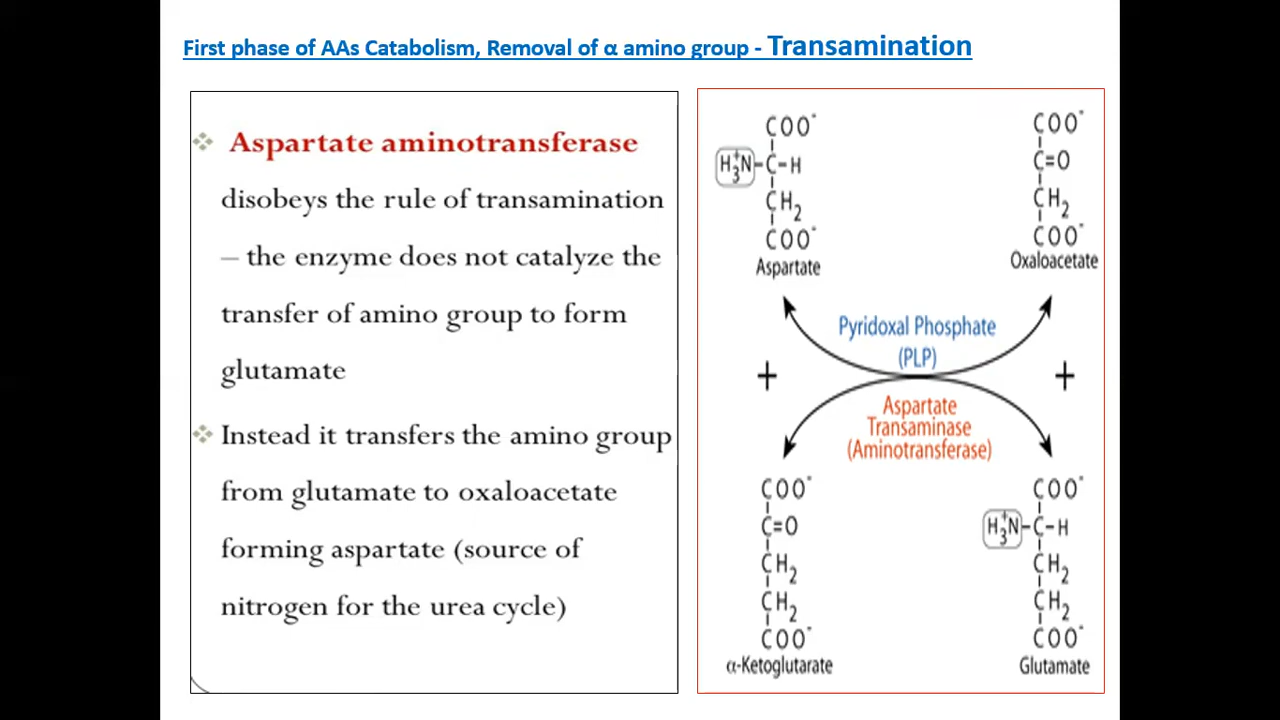 First phase of AAs Catabolism, Removal of α amino group - Transamination
❖ Aspartate aminotransferase
disobeys the rule of transamination
– the enzyme does not catalyze the
transfer of amino group to form
glutamate
❖ Instead it transfers the amino group
from glutamate to oxaloacetate
forming aspartate (source of
nitrogen for the urea cycle)
COO⁻
H₃⁺N-C-H
CH₂
COO⁻
Aspartate
COO⁻
C=O
CH₂
COO⁻
Oxaloacetate
Pyridoxal Phosphate
(PLP)
+
+
Aspartate
Transaminase
(Aminotransferase)
COO⁻
C=O
CH₂
CH₂
COO⁻
α-Ketoglutarate
COO⁻
H₃⁺N-C-H
CH₂
CH₂
COO⁻
Glutamate